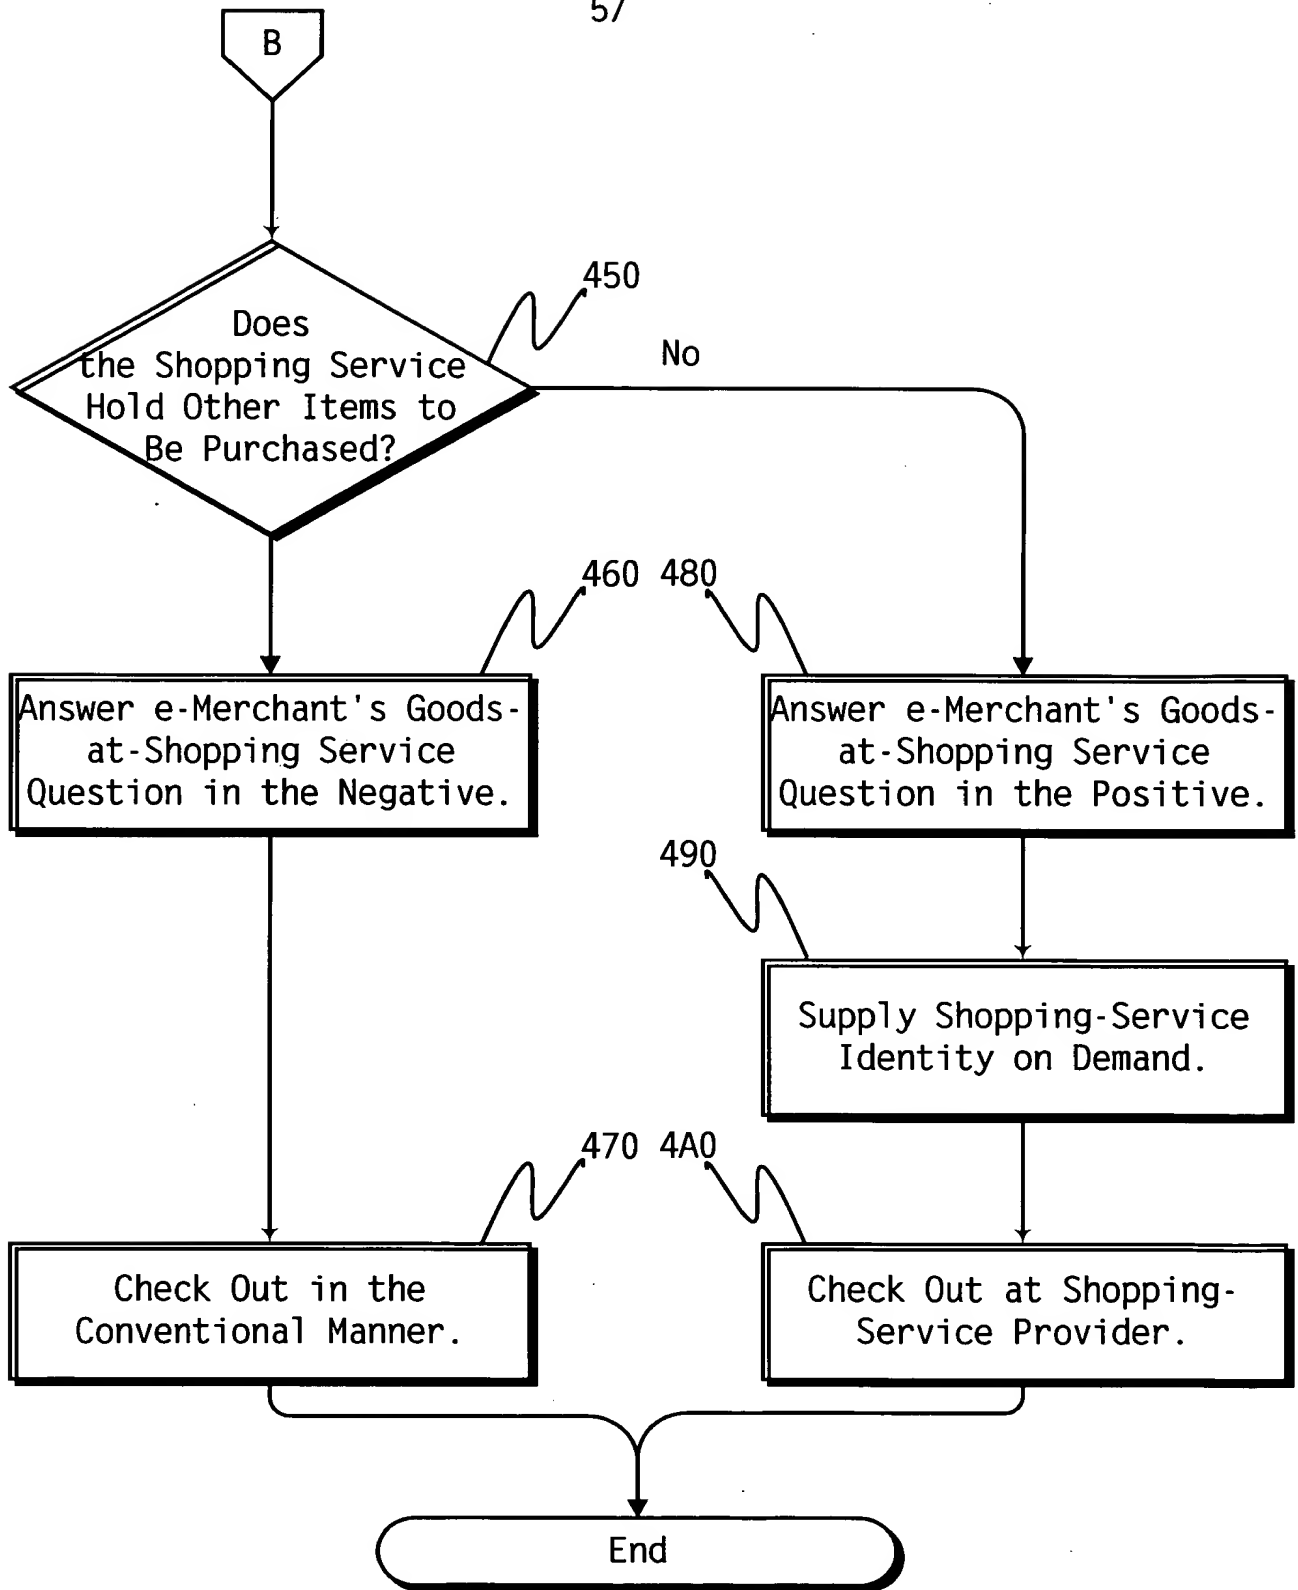 57
B
450
Does
the Shopping Service
Hold Other Items to
Be Purchased?
No
460 480
Answer e-Merchant's Goods-
at-Shopping Service
Question in the Negative.
Answer e-Merchant's Goods-
at-Shopping Service
Question in the Positive.
490
Supply Shopping-Service
Identity on Demand.
470 4A0
Check Out in the
Conventional Manner.
Check Out at Shopping-
Service Provider.
End